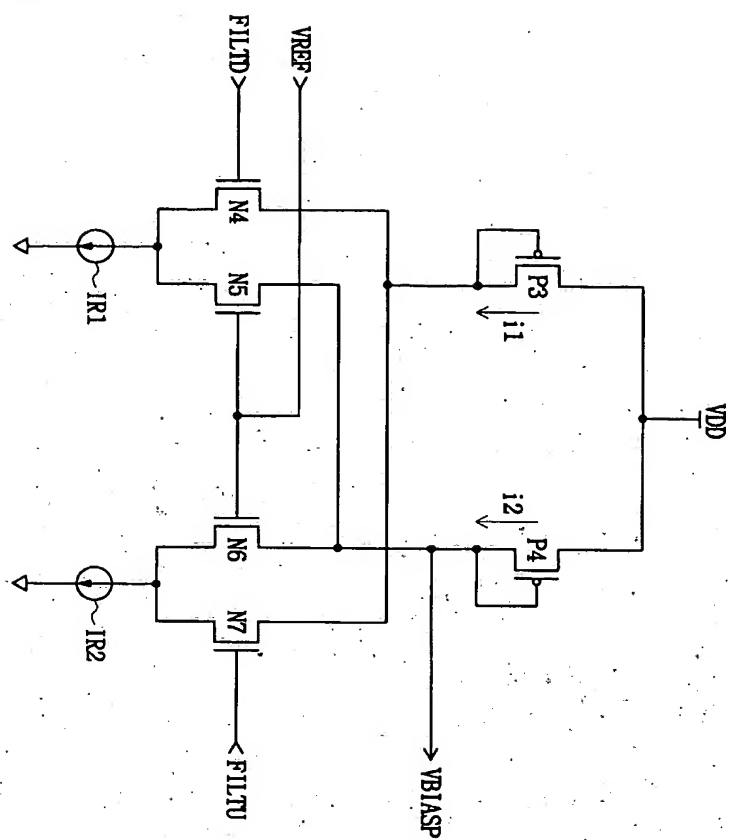 VDD
P3
P4
i1
i2
VBIASP
VREF
FILTD
N4
N5
N6
N7
FILTU
IR1
IR2